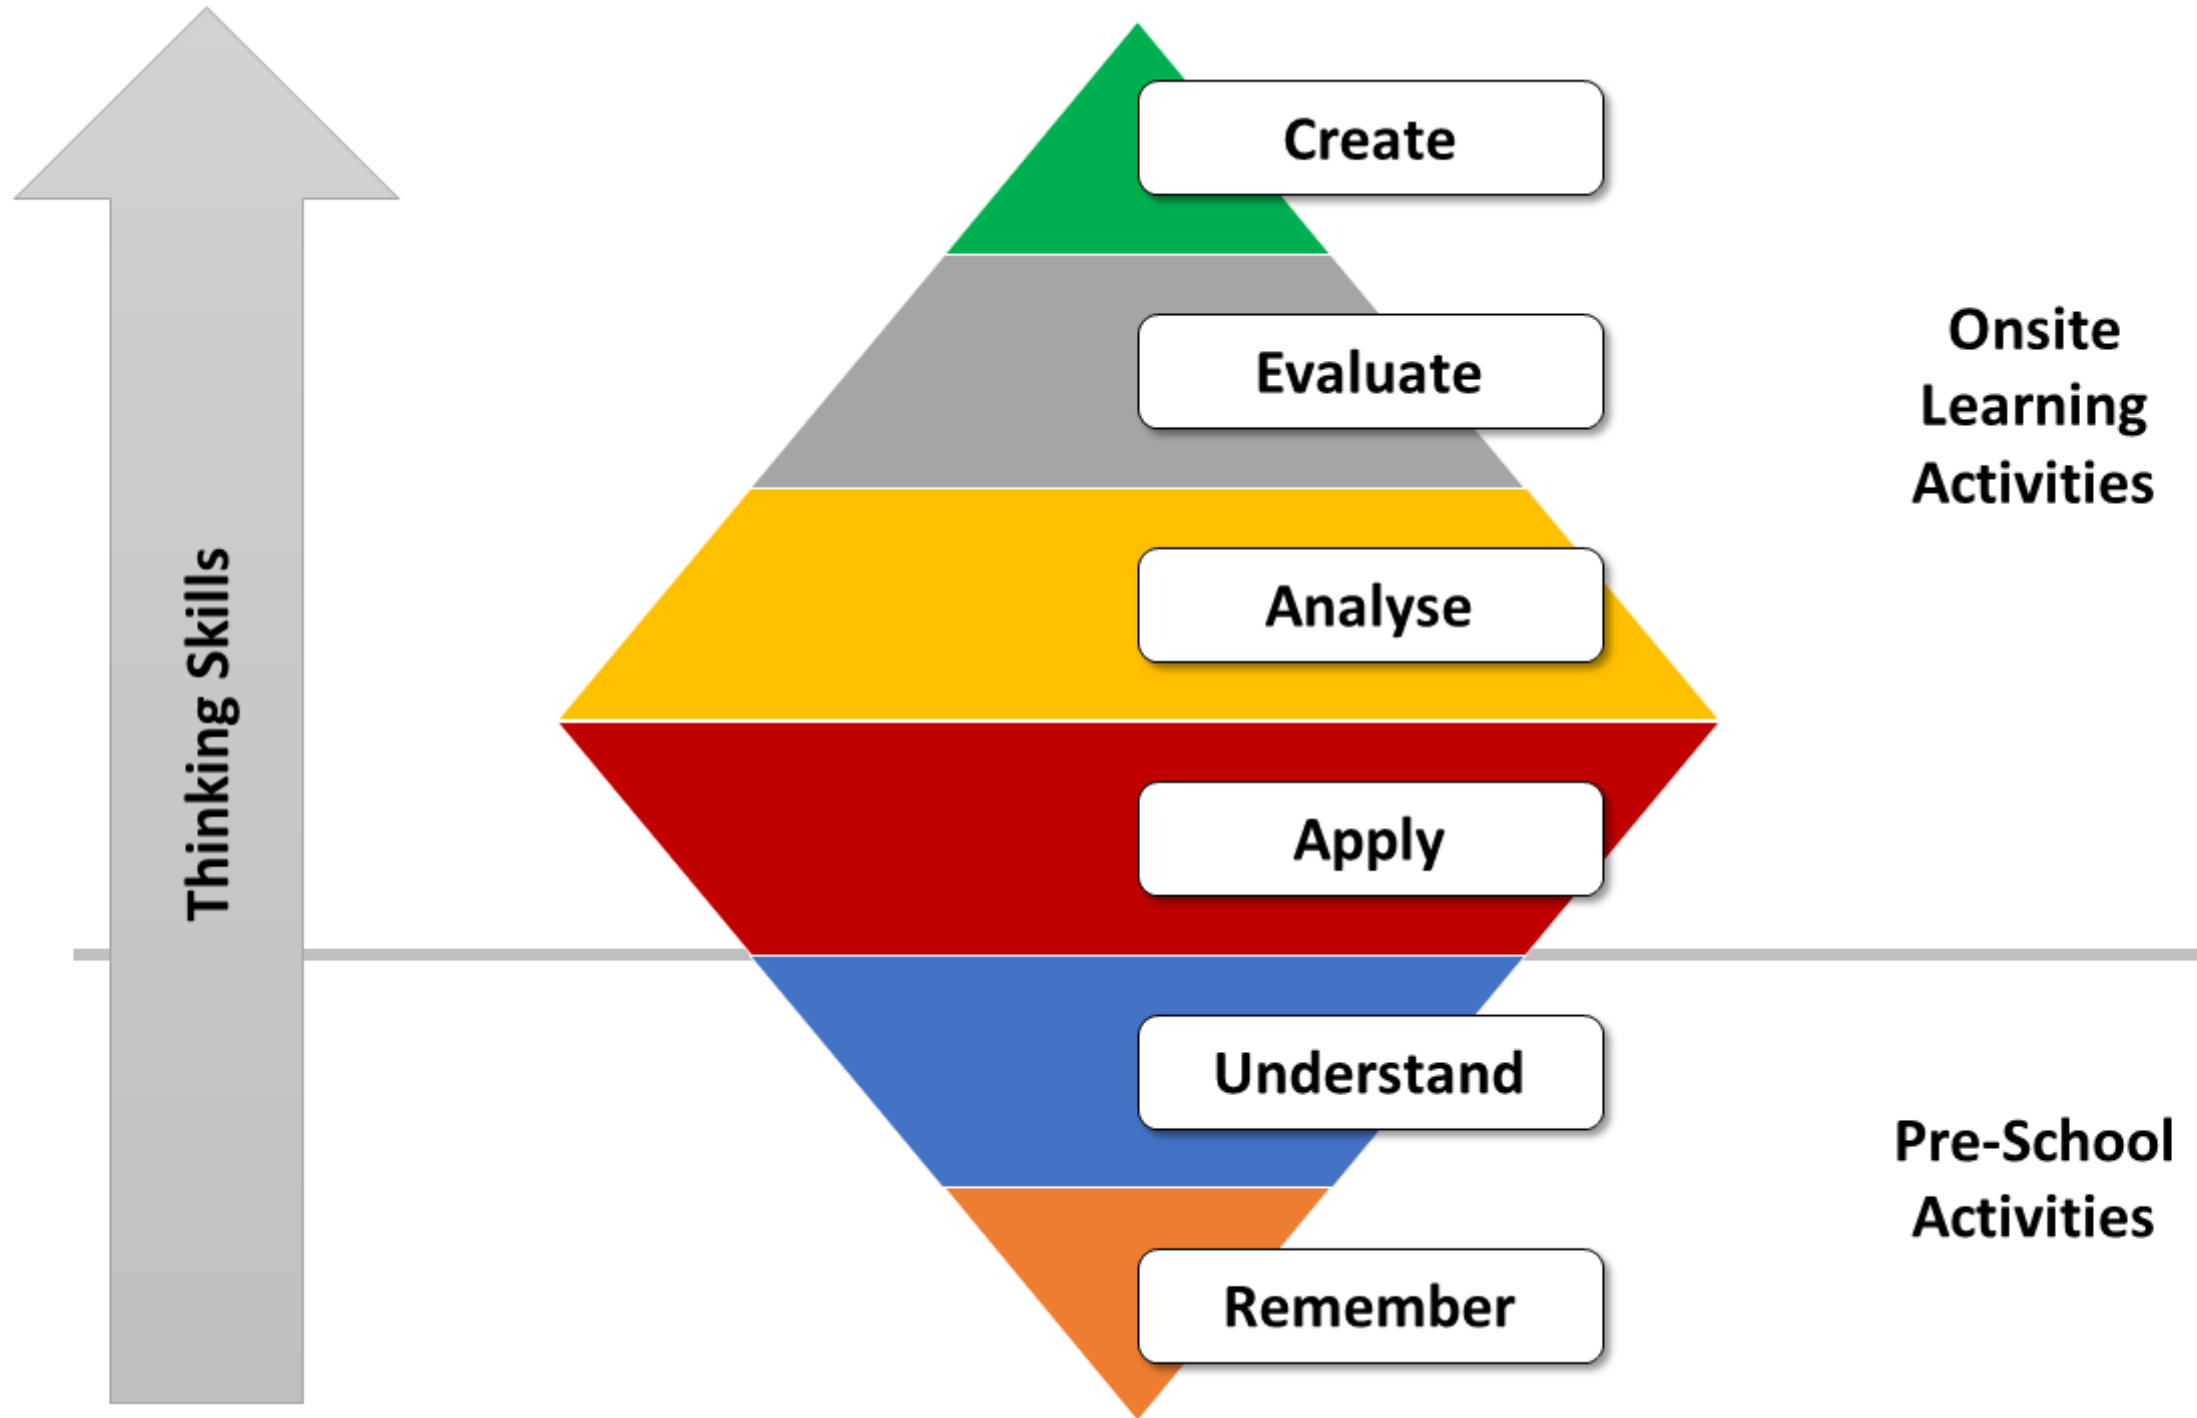 Create
Evaluate
Onsite
Learning
Activities
Analyse
Thinking Skills
Apply
Understand
Pre-School
Activities
Remember